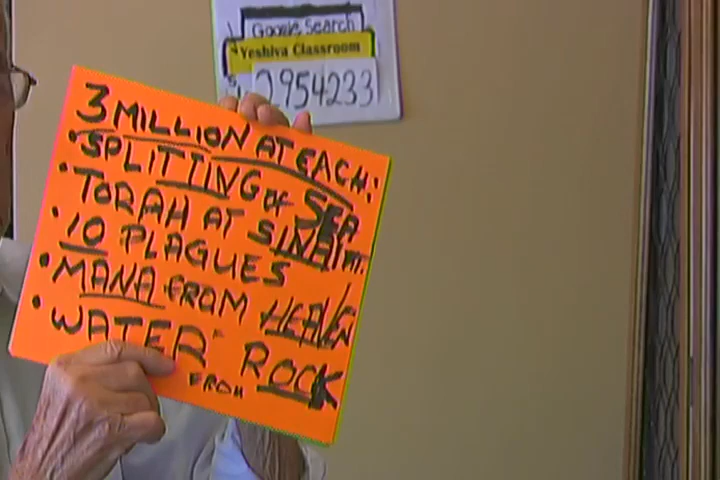 Google Search
Yeshiva Classroom
2954233
3 MILLION AT EACH:
• SPLITTING OF SEA
• TORAH AT SINAI
• 10 PLAGUES
• MANA FROM HEAVEN
• WATER FROM ROCK